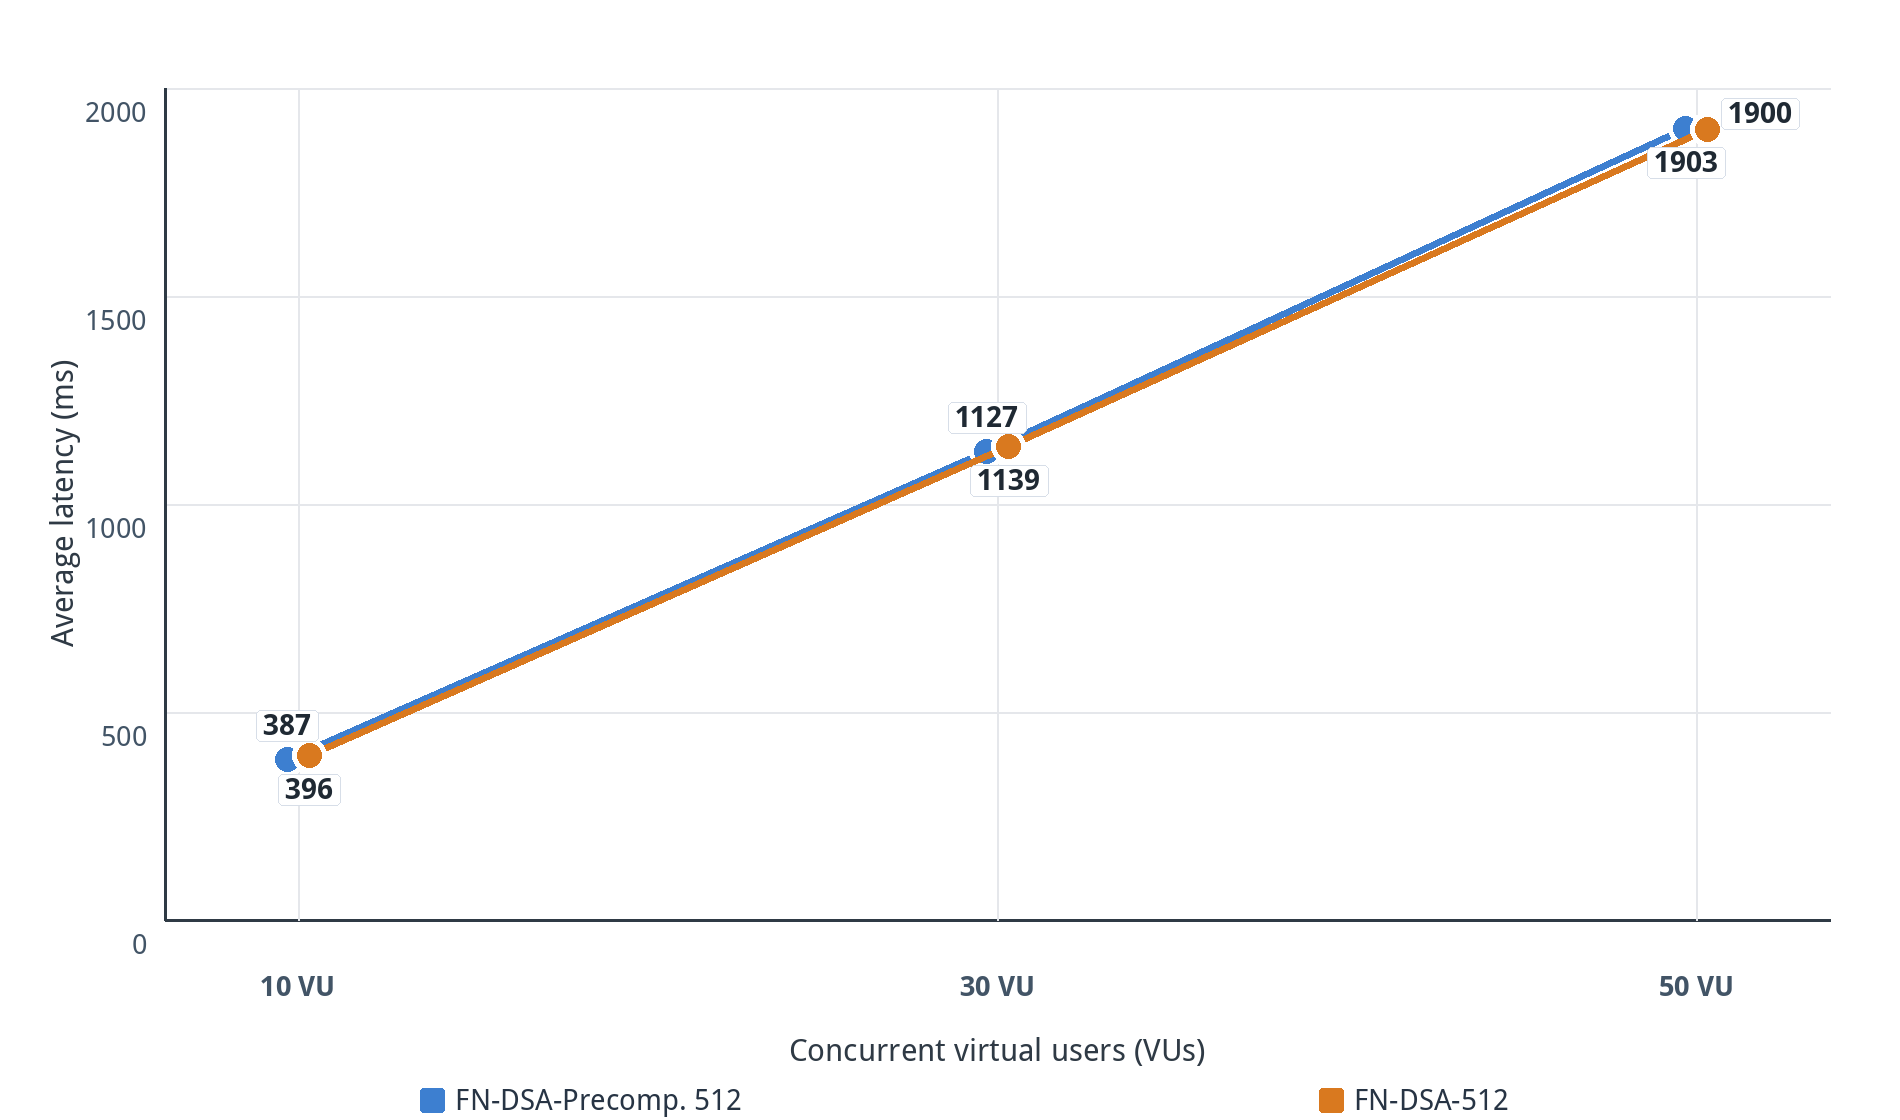 2000
1500
1000
500
0
Average latency (ms)
1900
1903
1127
1139
387
396
10 VU
30 VU
50 VU
Concurrent virtual users (VUs)
FN-DSA-Precomp. 512
FN-DSA-512